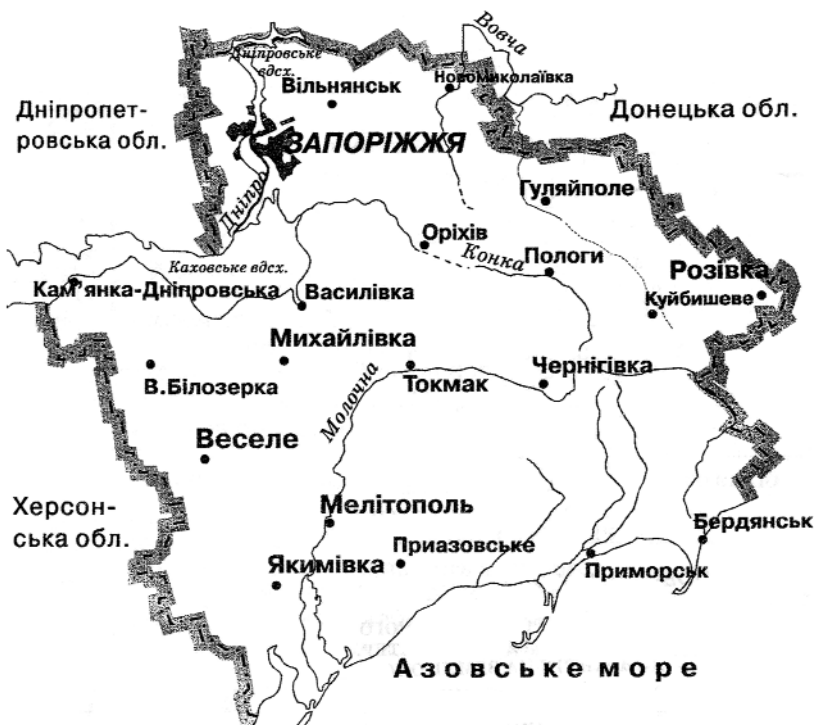 Вовча
Дніпровське
вдсх.
Новомиколаївка
Вільнянськ
Дніпропет-
ровська обл.
Донецька обл.
ЗАПОРІЖЖЯ
Дніпро
Гуляйполе
Оріхів
Конка
Пологи
Каховське вдсх.
Розівка
Кам'янка-Дніпровська
Василівка
Куйбишеве
Михайлівка
В.Білозерка
Токмак
Чернігівка
Молочна
Веселе
Херсон-
ська обл.
Мелітополь
Бердянськ
Приазовське
Якимівка
Приморськ
Азовське море